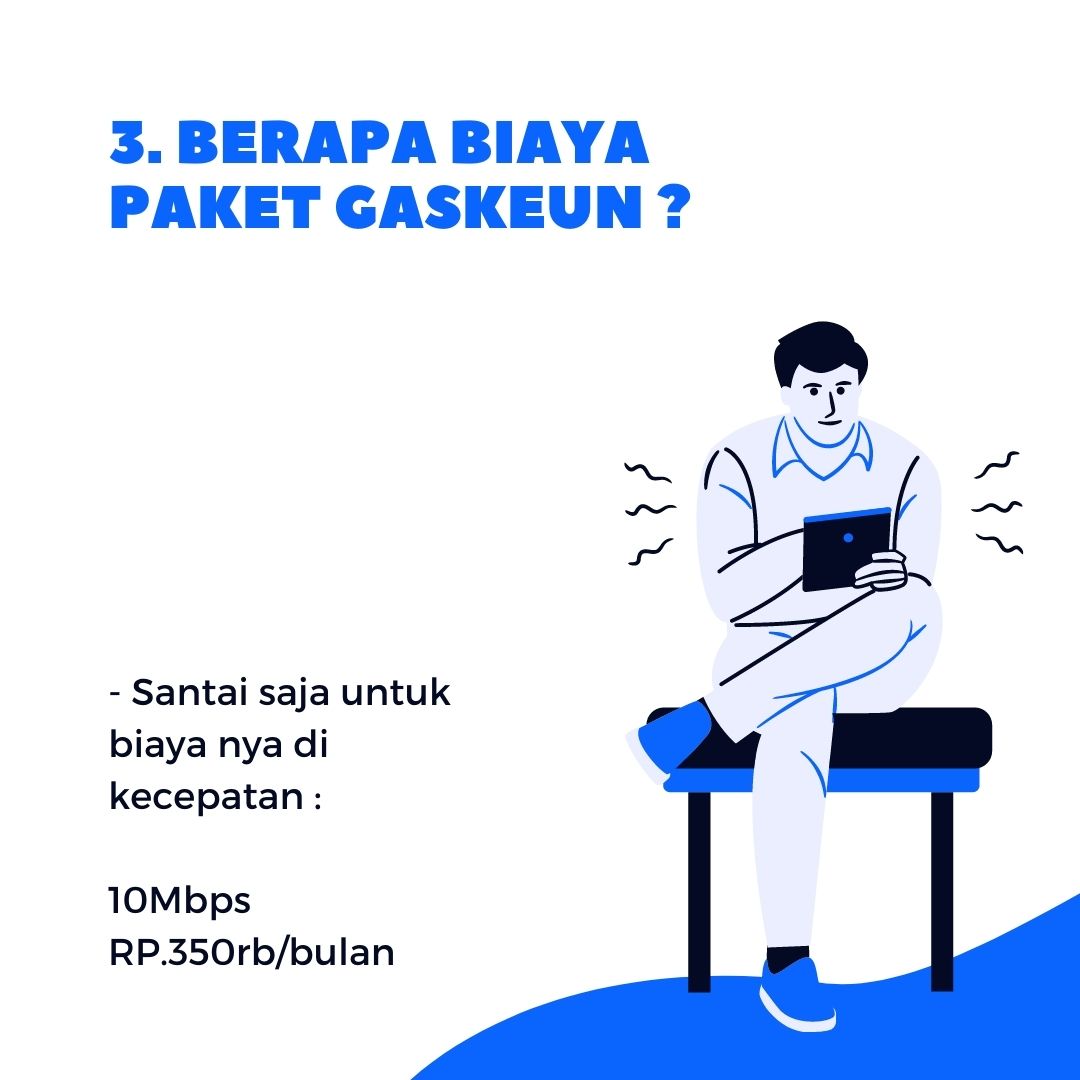 3. BERAPA BIAYA
PAKET GASKEUN ?
- Santai saja untuk
biaya nya di
kecepatan :
10Mbps
RP.350rb/bulan